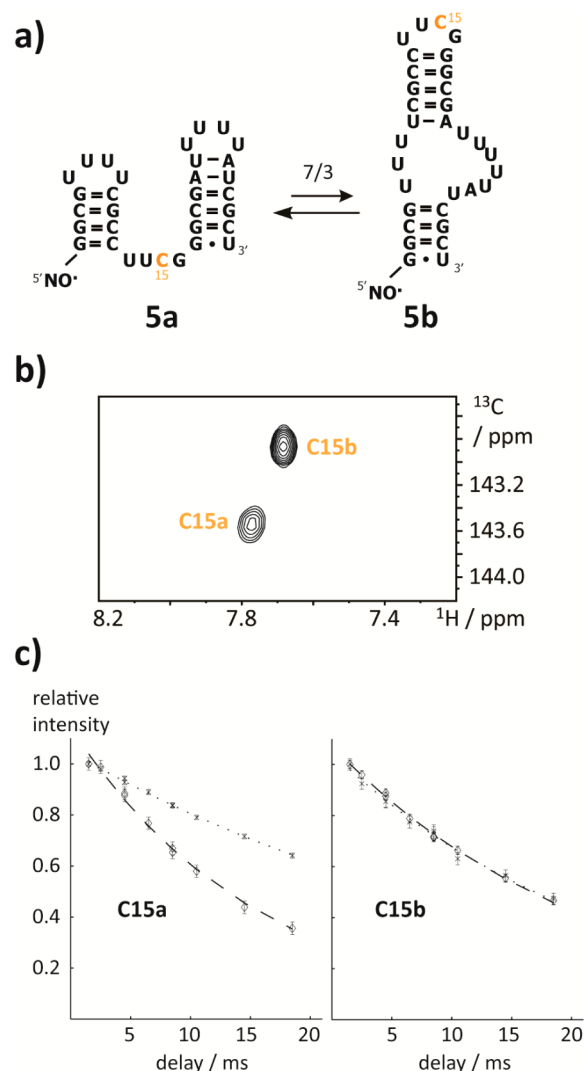 a)
U U
U U
G=C
C=G
G=C
G=C
5'NO•
U U C G
15
U U
U U
U–A
A–U
G=C
C=G
G=C
G•U
3'
5a
7/3
U C15
U G
C=G
C=G
G=C
C=G
U–A
U U
U U
U U
U U
U A U
G=C
C=G
G=C
G•U
3'
5'NO•
5b
b)
13C
/ ppm
C15b
143.2
C15a
143.6
144.0
8.2 7.8 7.4 1H / ppm
c)
relative
intensity
1.0
0.8
0.6
0.4
0.2
C15a
C15b
5 10 15 20
5 10 15 20
delay / ms
delay / ms